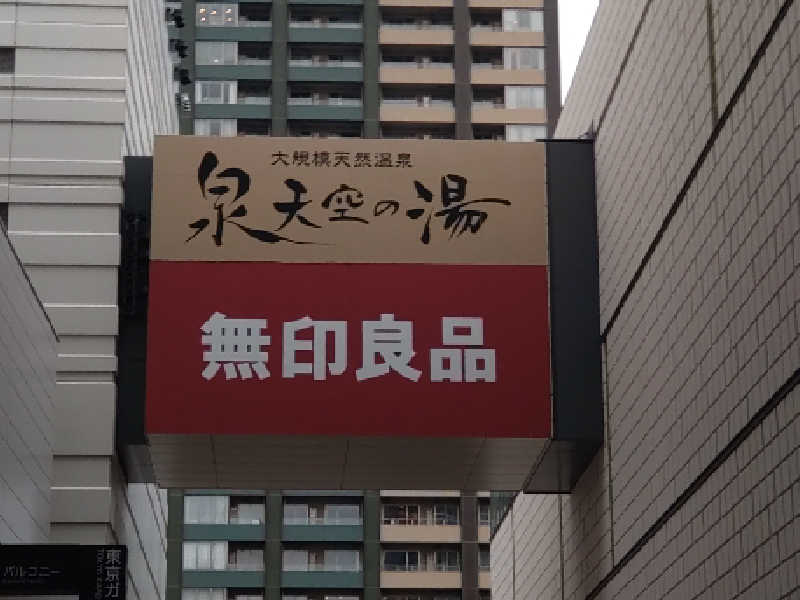 大規模天然温泉
泉天空の湯
無印良品
バルコニー
東京ガ